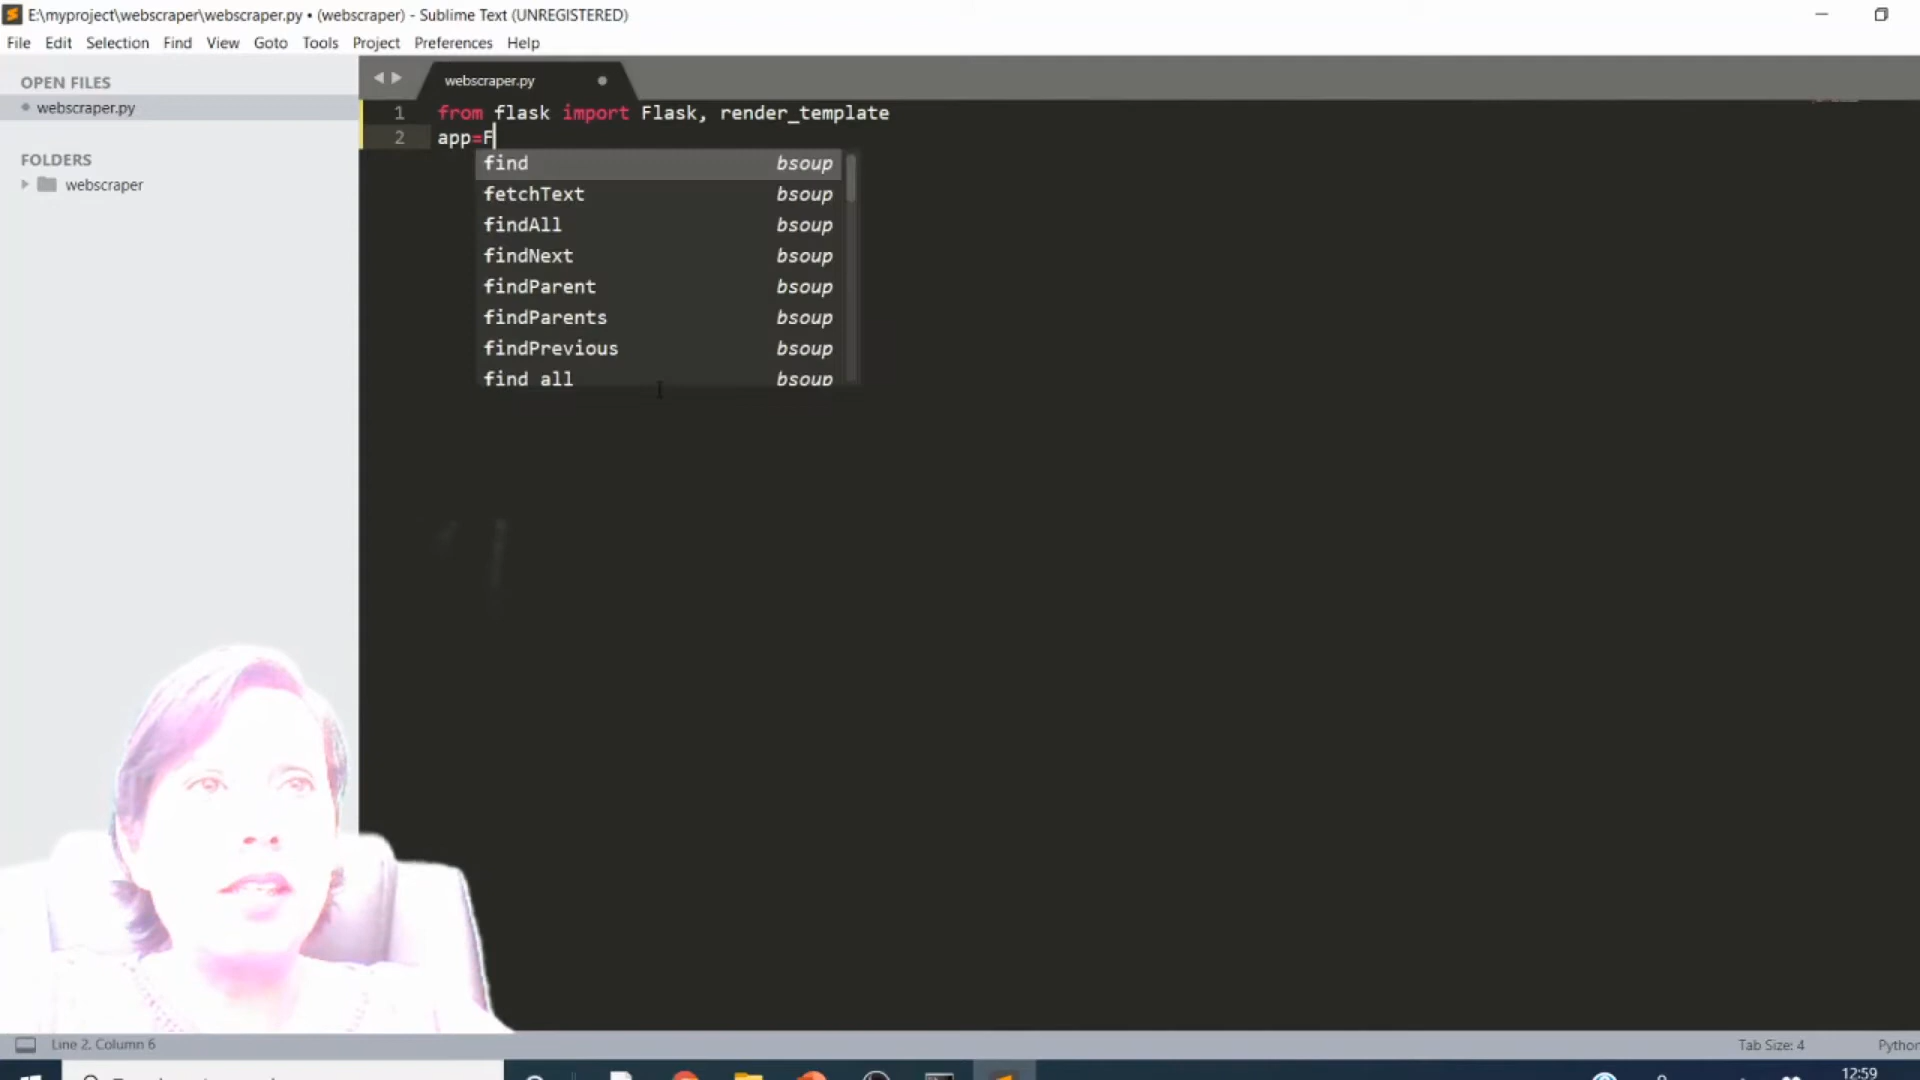 E:\myproject\webscraper\webscraper.py • (webscraper) - Sublime Text (UNREGISTERED)
File Edit Selection Find View Goto Tools Project Preferences Help
OPEN FILES
webscraper.py
FOLDERS
webscraper
webscraper.py
1 from flask import Flask, render_template
2 app=F
find bsoup
fetchText bsoup
findAll bsoup
findNext bsoup
findParent bsoup
findParents bsoup
findPrevious bsoup
find_all bsoup
Line 2, Column 6
Tab Size: 4
Python
12:59